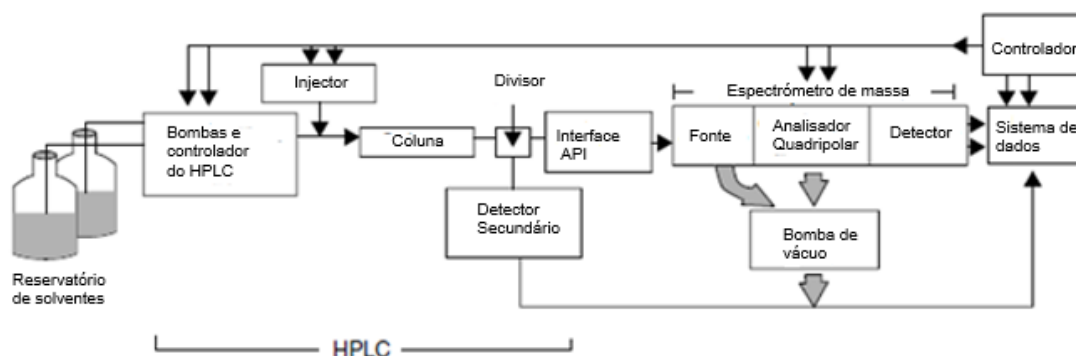 Controlador
Injector
Divisor
Espectrómetro de massa
Bombas e
controlador
do HPLC
Coluna
Interface
API
Fonte
Analisador
Quadripolar
Detector
Sistema de
dados
Detector
Secundário
Bomba de
vácuo
Reservatório
de solventes
HPLC